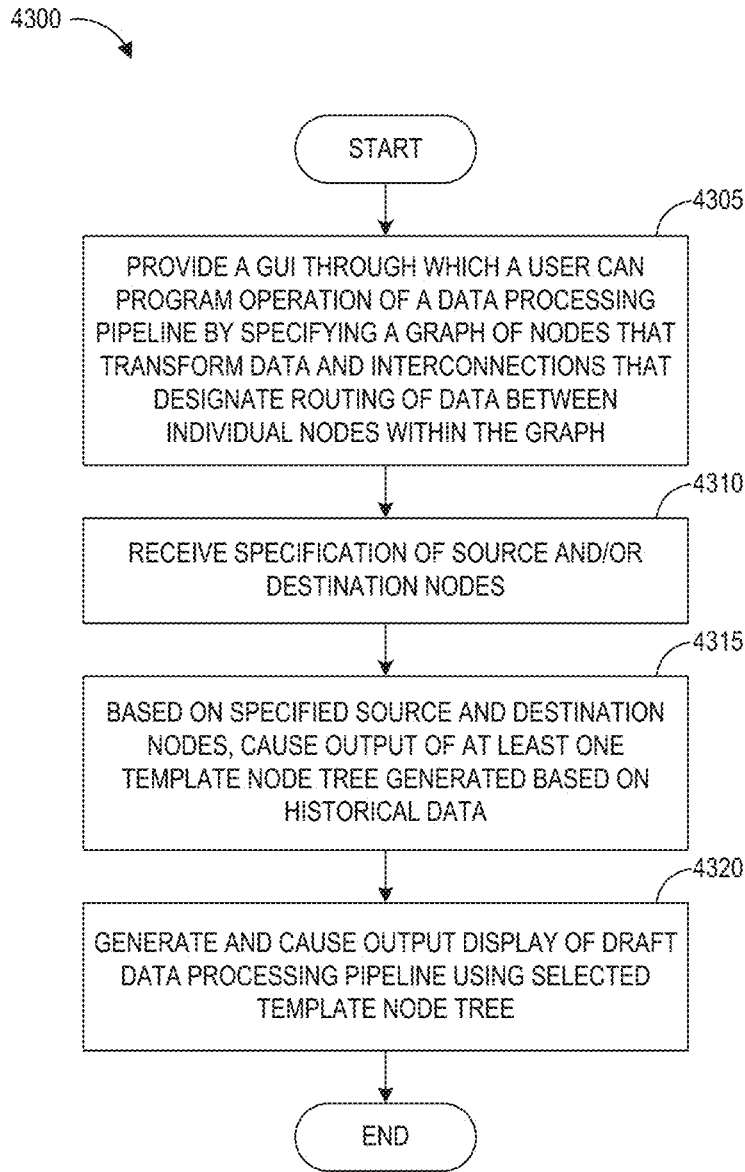 4300
START
4305
PROVIDE A GUI THROUGH WHICH A USER CAN
PROGRAM OPERATION OF A DATA PROCESSING
PIPELINE BY SPECIFYING A GRAPH OF NODES THAT
TRANSFORM DATA AND INTERCONNECTIONS THAT
DESIGNATE ROUTING OF DATA BETWEEN
INDIVIDUAL NODES WITHIN THE GRAPH
4310
RECEIVE SPECIFICATION OF SOURCE AND/OR
DESTINATION NODES
4315
BASED ON SPECIFIED SOURCE AND DESTINATION
NODES, CAUSE OUTPUT OF AT LEAST ONE
TEMPLATE NODE TREE GENERATED BASED ON
HISTORICAL DATA
4320
GENERATE AND CAUSE OUTPUT DISPLAY OF DRAFT
DATA PROCESSING PIPELINE USING SELECTED
TEMPLATE NODE TREE
END